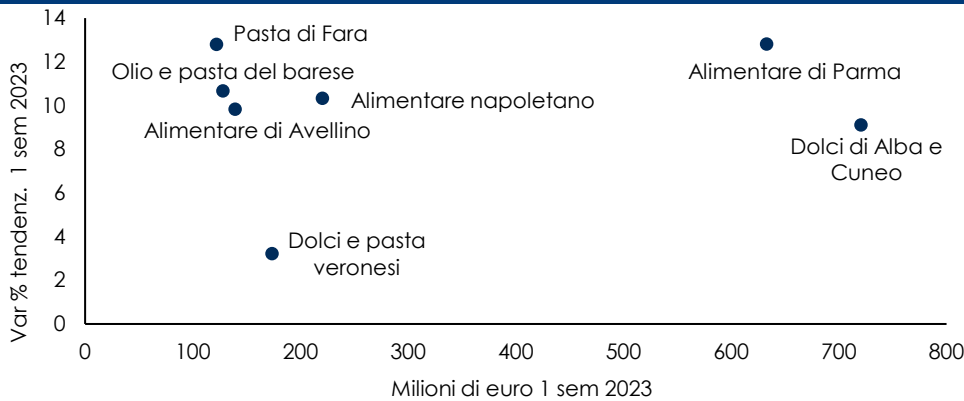 14
12
10
8
6
4
2
0
Var % tendenz. 1 sem 2023
Pasta di Fara
Olio e pasta del barese
Alimentare di Avellino
Alimentare napoletano
Dolci e pasta
veronesi
Alimentare di Parma
Dolci di Alba e
Cuneo
0 100 200 300 400 500 600 700 800
Milioni di euro 1 sem 2023